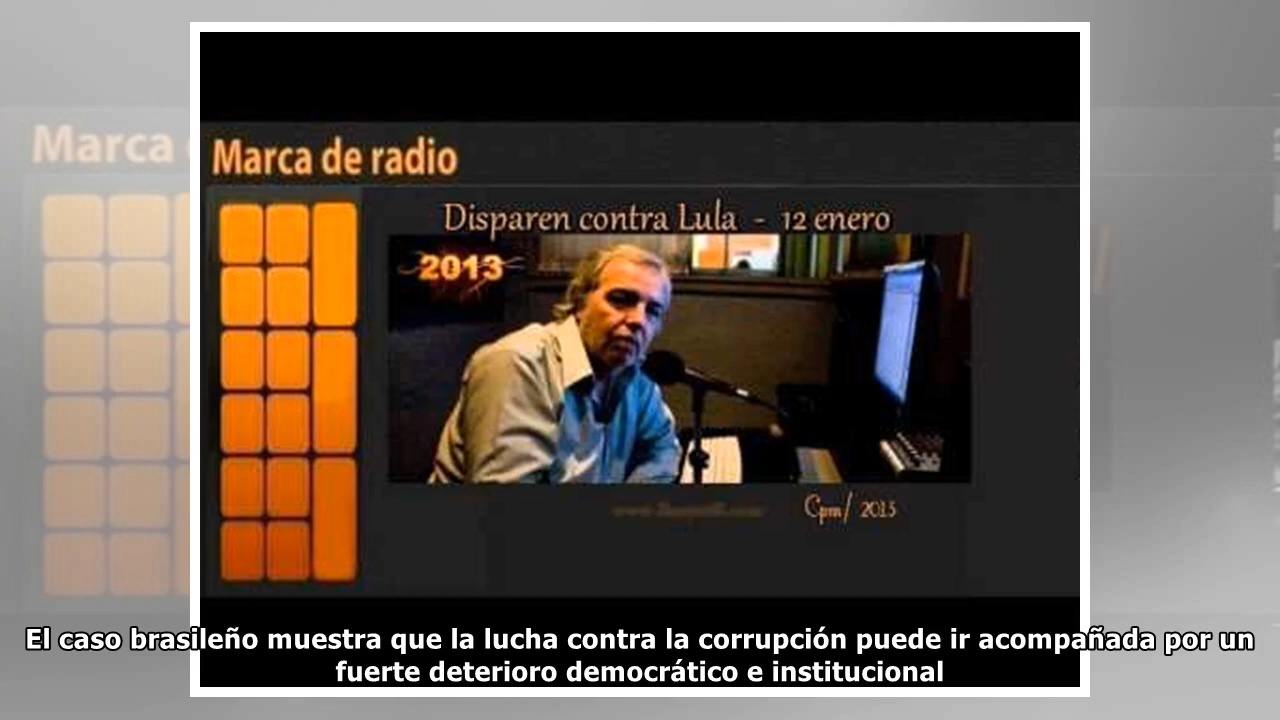 Marca d
Marca de radio
Disparen contra Lula - 12 enero
2013
Cpm/ 2013
El caso brasileño muestra que la lucha contra la corrupción puede ir acompañada por un
fuerte deterioro democrático e institucional